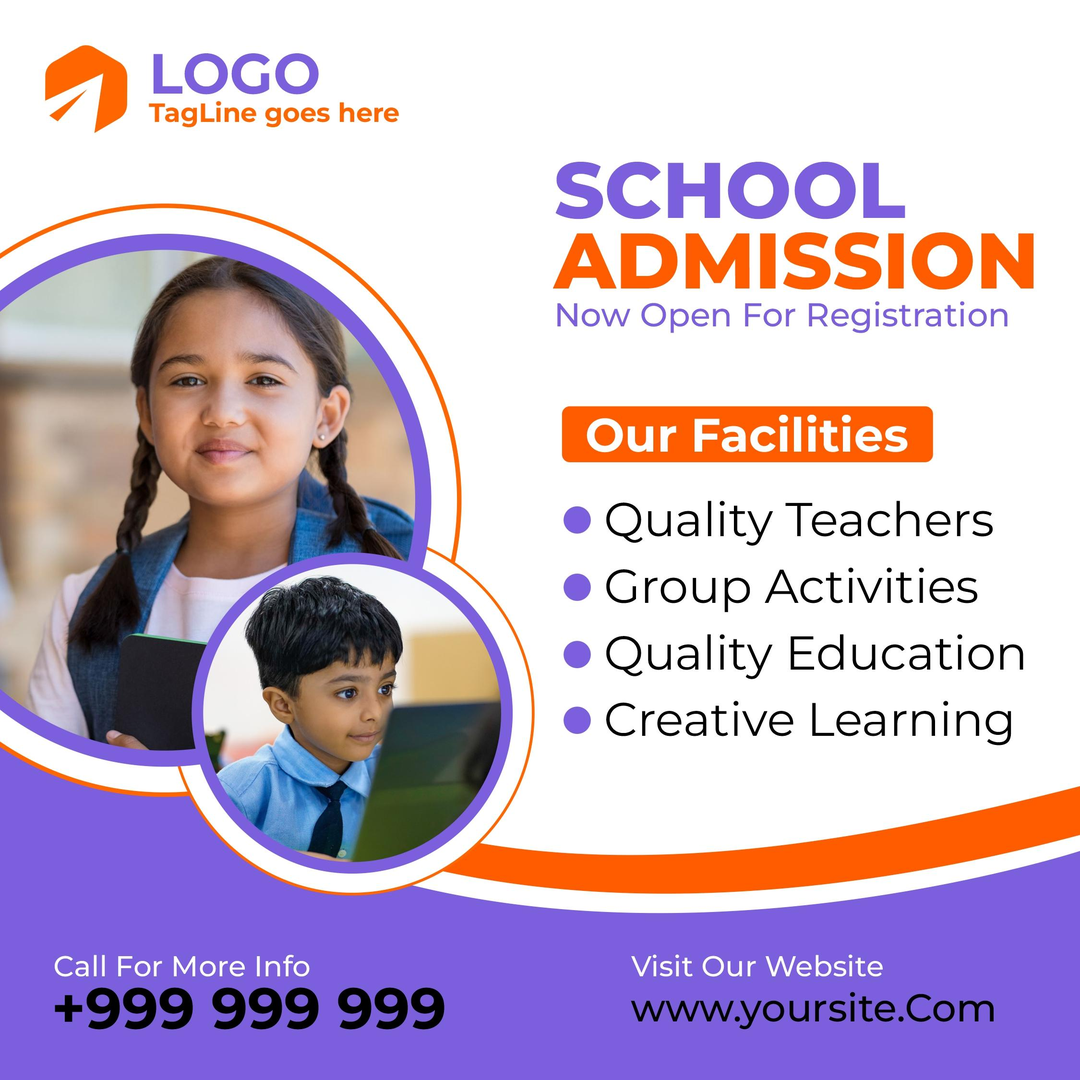 LOGO
TagLine goes here
SCHOOL
ADMISSION
Now Open For Registration
Our Facilities
Quality Teachers
Group Activities
Quality Education
Creative Learning
Call For More Info
+999 999 999
Visit Our Website
www.yoursite.Com